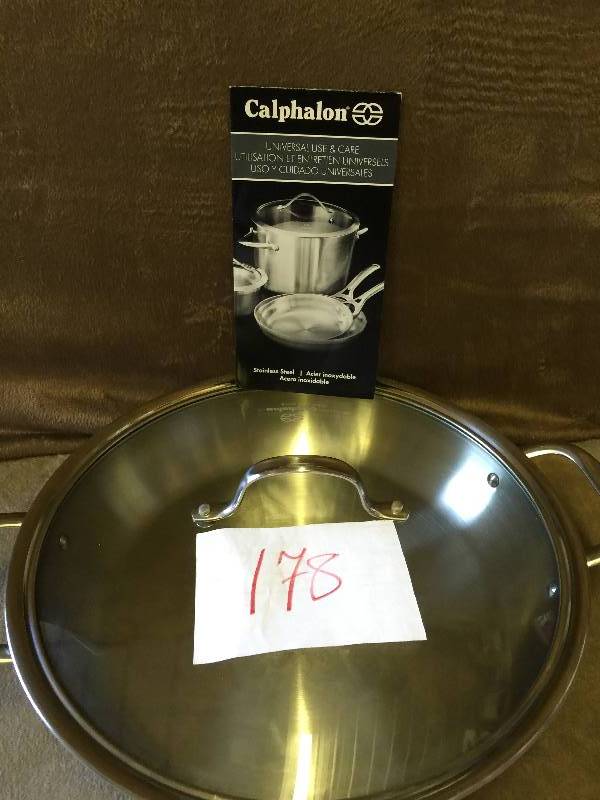 Calphalon
UNIVERSAL USE & CARE
UTILISATION ET ENTRETIEN UNIVERSELS
USO Y CUIDADO UNIVERSALES
Stainless Steel | Acier inoxydable
Acero inoxidable
178